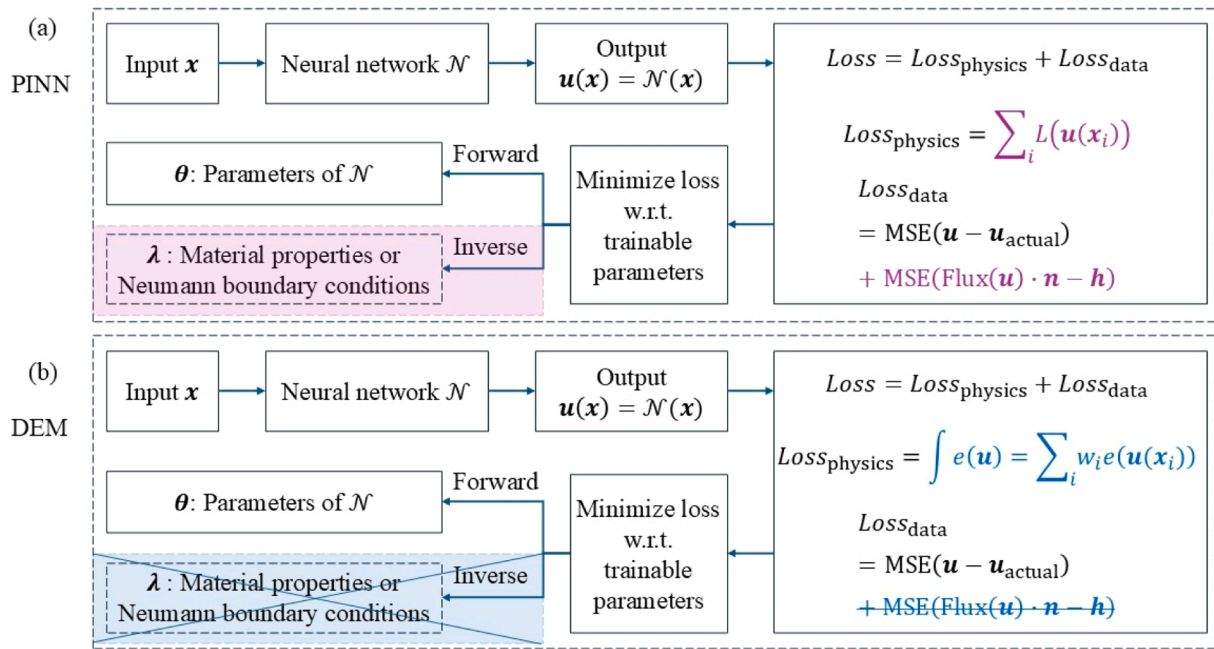 (a)
PINN
Input x
Neural network 𝒩
Output
u(x) = 𝒩(x)
Loss = Loss_physics + Loss_data
Loss_physics = ∑_i L(u(x_i))
Loss_data
= MSE(u − u_actual)
+ MSE(Flux(u) · n − h)
Minimize loss
w.r.t.
trainable
parameters
Forward
θ: Parameters of 𝒩
Inverse
λ : Material properties or
Neumann boundary conditions
(b)
DEM
Input x
Neural network 𝒩
Output
u(x) = 𝒩(x)
Loss = Loss_physics + Loss_data
Loss_physics = ∫ e(u) = ∑_i w_i e(u(x_i))
Loss_data
= MSE(u − u_actual)
+ MSE(Flux(u) · n − h)
Minimize loss
w.r.t.
trainable
parameters
Forward
θ: Parameters of 𝒩
Inverse
λ : Material properties or
Neumann boundary conditions